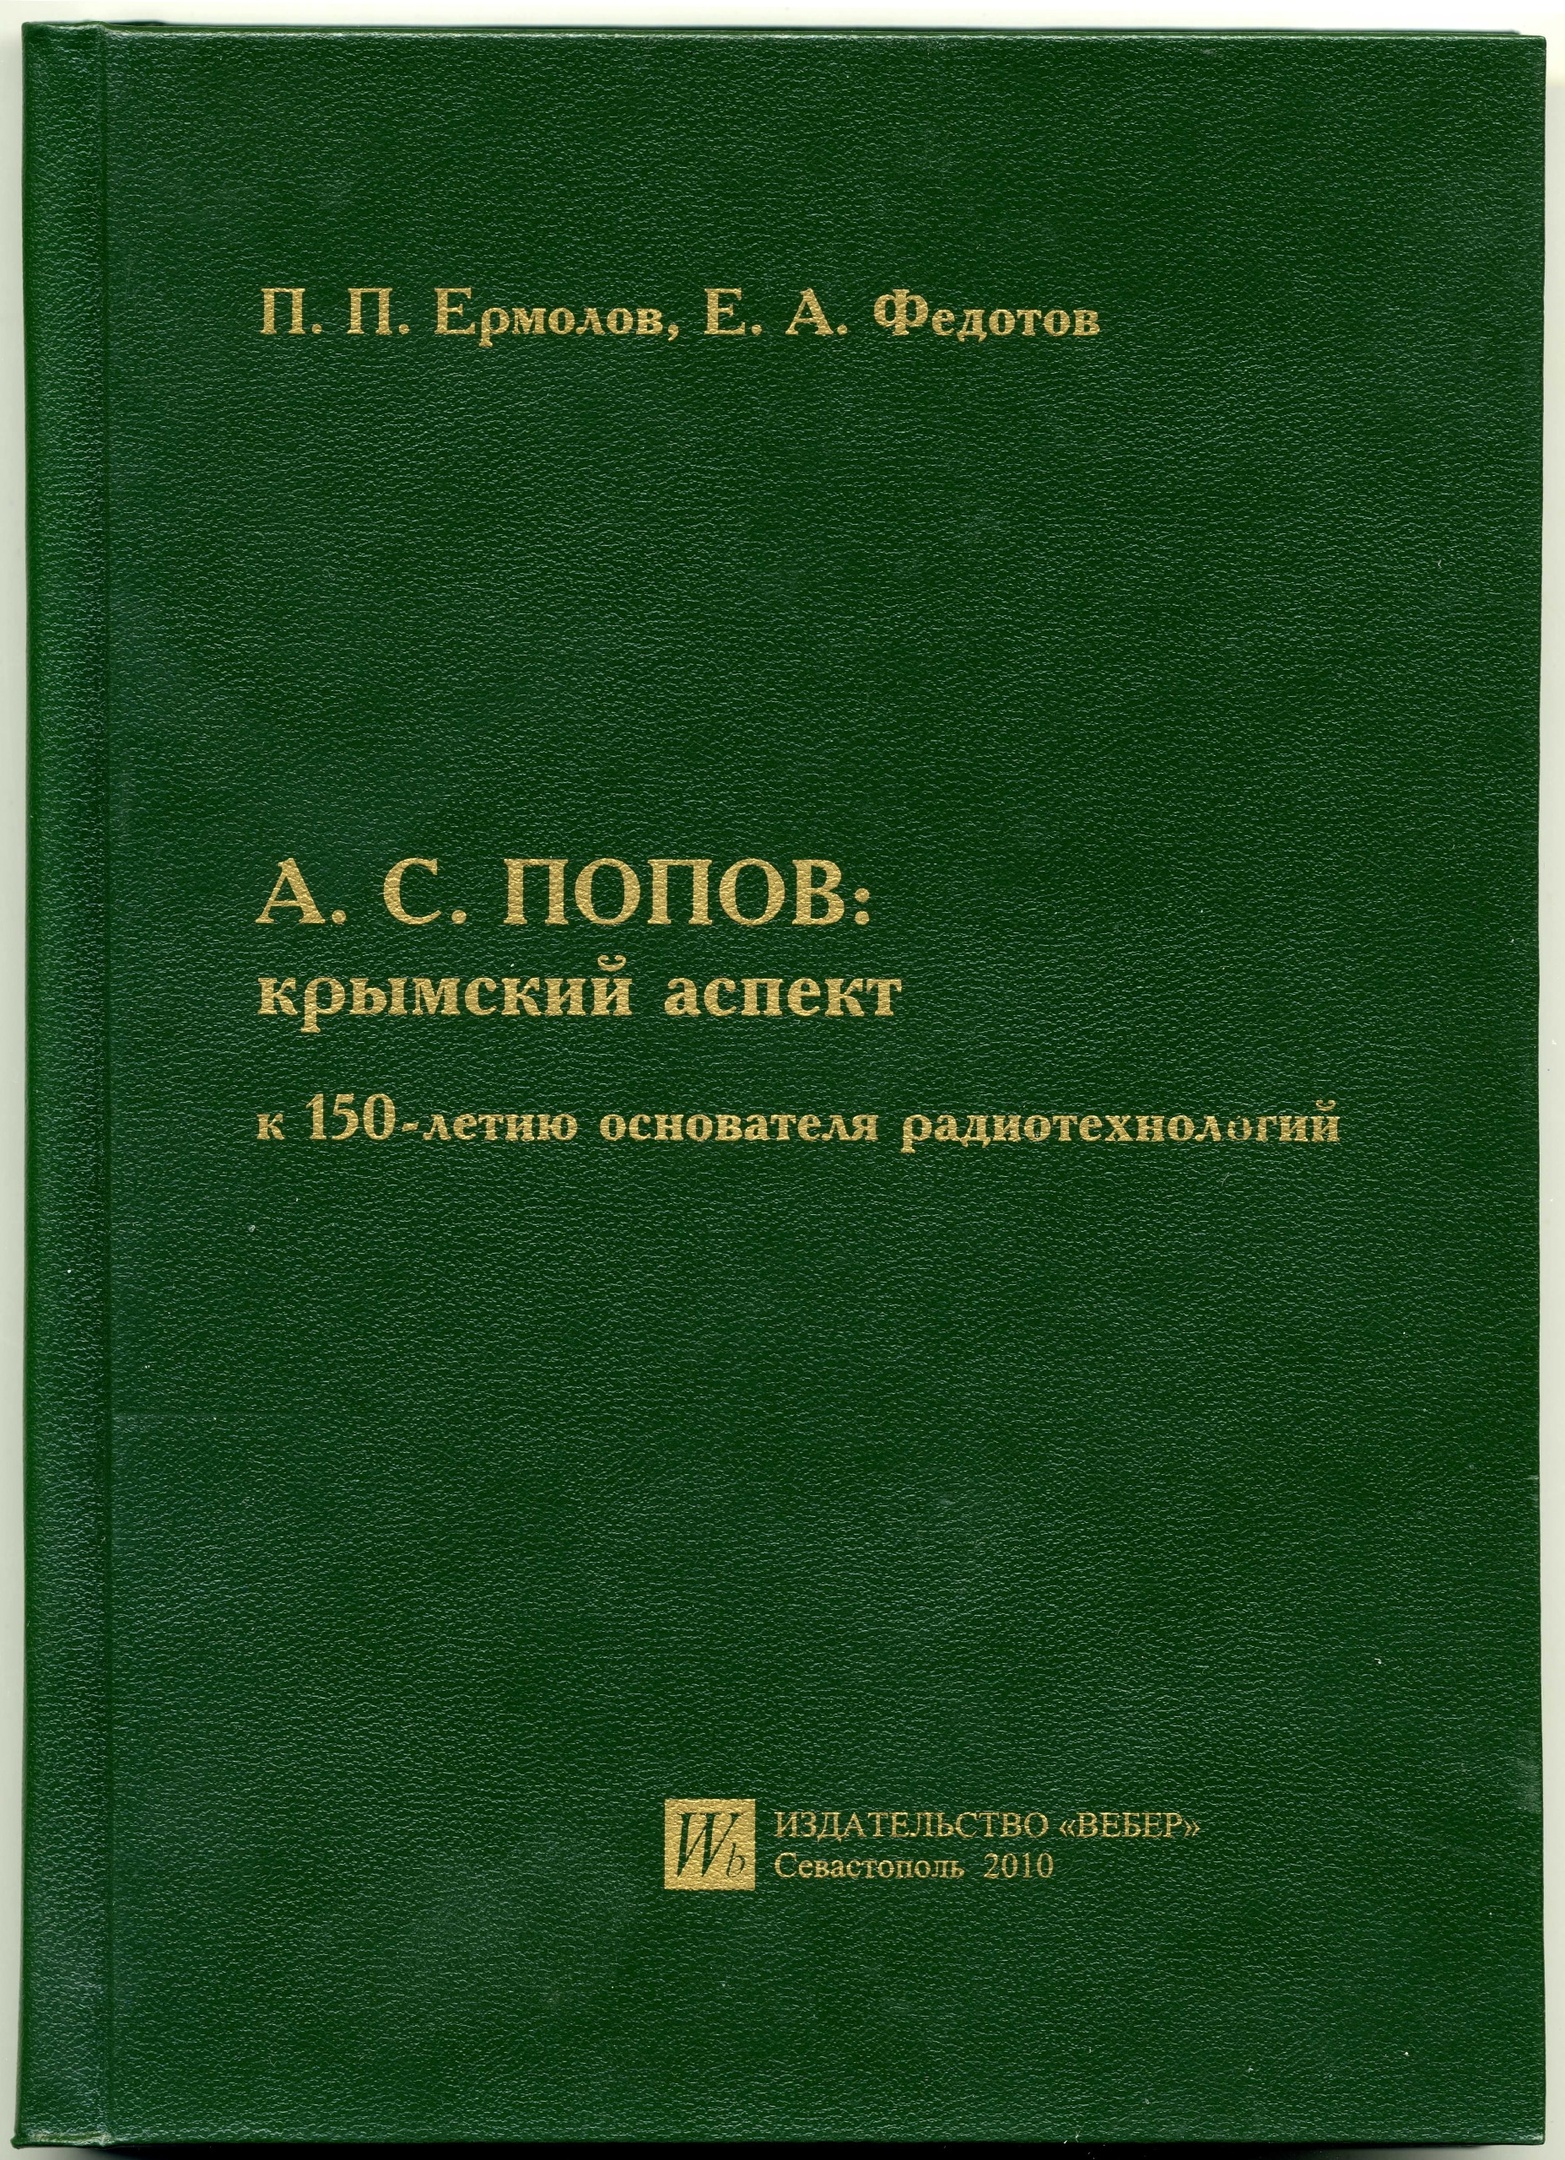 П. П. Ермолов, Е. А. Федотов
А. С. ПОПОВ:
крымский аспект
к 150-летию основателя радиотехнологий
Wb
ИЗДАТЕЛЬСТВО «ВЕБЕР»
Севастополь 2010